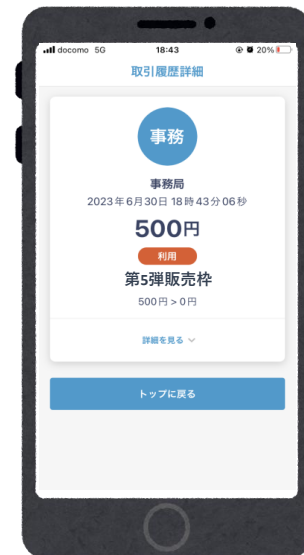 docomo 5G 18:43 20%
取引履歴詳細
事務
事務局
2023年6月30日 18時43分06秒
500円
利用
第5弾販売枠
500円 > 0円
詳細を見る
トップに戻る